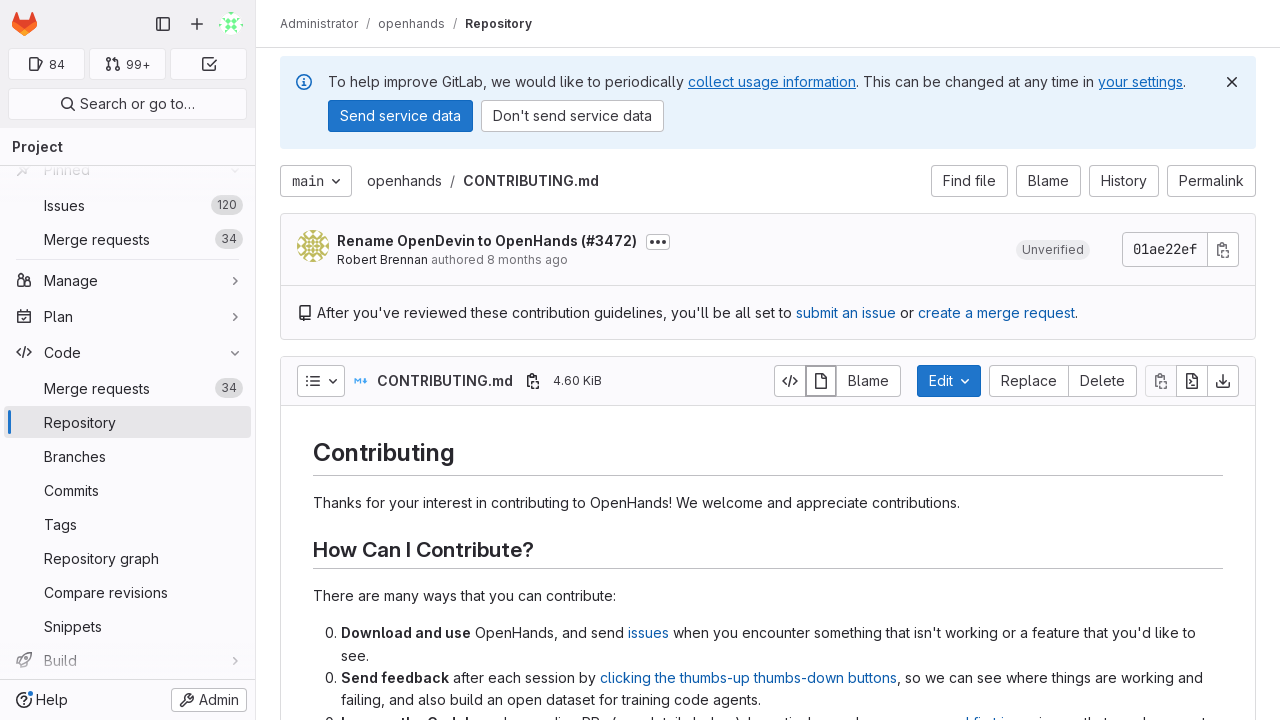 Administrator / openhands / Repository
84
99+
Search or go to…
Project
Pinned
Issues 120
Merge requests 34
Manage
Plan
Code
Merge requests 34
Repository
Branches
Commits
Tags
Repository graph
Compare revisions
Snippets
Build
Help
Admin
To help improve GitLab, we would like to periodically collect usage information. This can be changed at any time in your settings.
Send service data Don't send service data
main openhands / CONTRIBUTING.md Find file Blame History Permalink
Rename OpenDevin to OpenHands (#3472)
Robert Brennan authored 8 months ago
Unverified 01ae22ef
After you've reviewed these contribution guidelines, you'll be all set to submit an issue or create a merge request.
CONTRIBUTING.md 4.60 KiB Blame Edit Replace Delete
Contributing
Thanks for your interest in contributing to OpenHands! We welcome and appreciate contributions.
How Can I Contribute?
There are many ways that you can contribute:
0. Download and use OpenHands, and send issues when you encounter something that isn't working or a feature that you'd like to
see.
0. Send feedback after each session by clicking the thumbs-up thumbs-down buttons, so we can see where things are working and
failing, and also build an open dataset for training code agents.